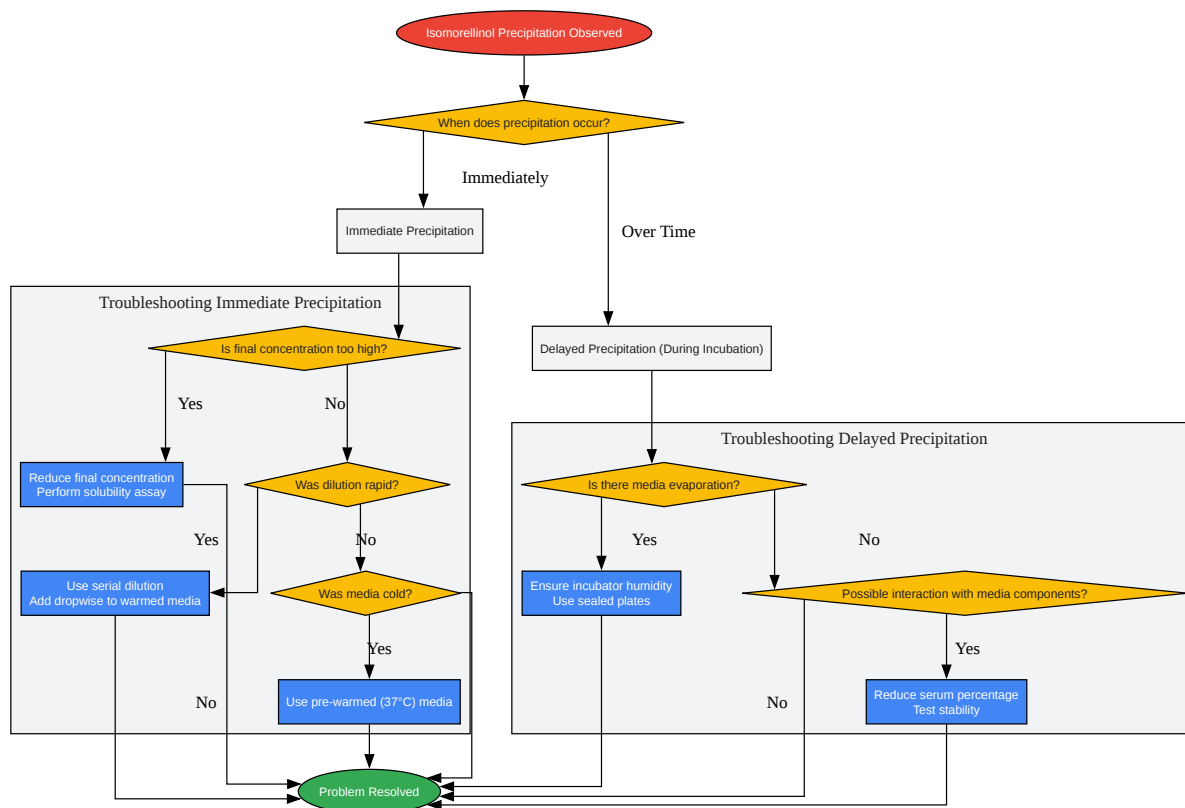 Isomorellinol Precipitation Observed
When does precipitation occur?
Immediately
Immediate Precipitation
Over Time
Troubleshooting Immediate Precipitation
Is final concentration too high?
Delayed Precipitation (During Incubation)
Yes
No
Troubleshooting Delayed Precipitation
Reduce final concentration
Perform solubility assay
Was dilution rapid?
Is there media evaporation?
Yes
No
Yes
No
Use serial dilution
Add dropwise to warmed media
Was media cold?
Ensure incubator humidity
Use sealed plates
Possible interaction with media components?
Yes
Yes
No
Use pre-warmed (37°C) media
No
Reduce serum percentage
Test stability
Problem Resolved